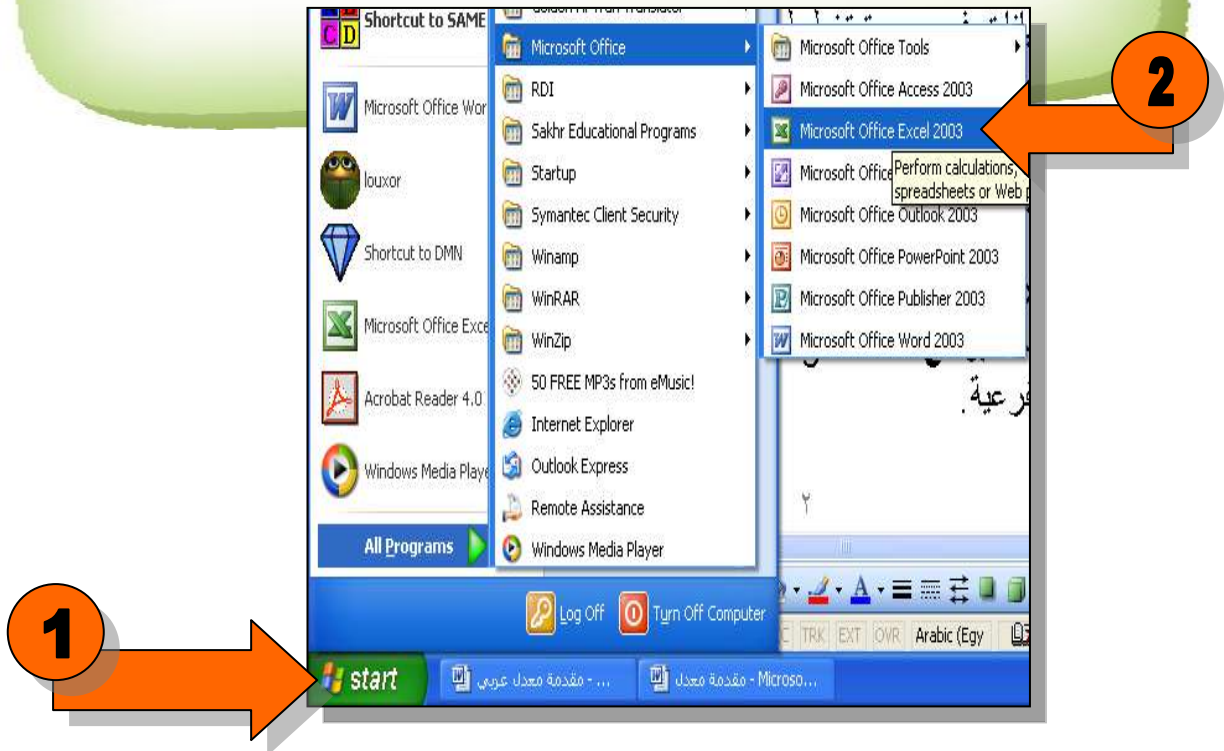 Shortcut to SAME
C D
Microsoft Office Wor
louxor
Shortcut to DMN
Microsoft Office Exce
Acrobat Reader 4.0
Windows Media Playe
All Programs
Microsoft Office
RDI
Sakhr Educational Programs
Startup
Symantec Client Security
Winamp
WinRAR
WinZip
50 FREE MP3s from eMusic!
Internet Explorer
Outlook Express
Remote Assistance
Windows Media Player
Microsoft Office Tools
Microsoft Office Access 2003
Microsoft Office Excel 2003
Microsoft Office
Perform calculations,
spreadsheets or Web p
Microsoft Office Outlook 2003
Microsoft Office PowerPoint 2003
Microsoft Office Publisher 2003
Microsoft Office Word 2003
2
فرعية.
٢
Log Off
Turn Off Computer
TRK EXT OVR Arabic (Egy
1
start
مقدمة معدل عربي - ...
مقدمة معدل - Microso...